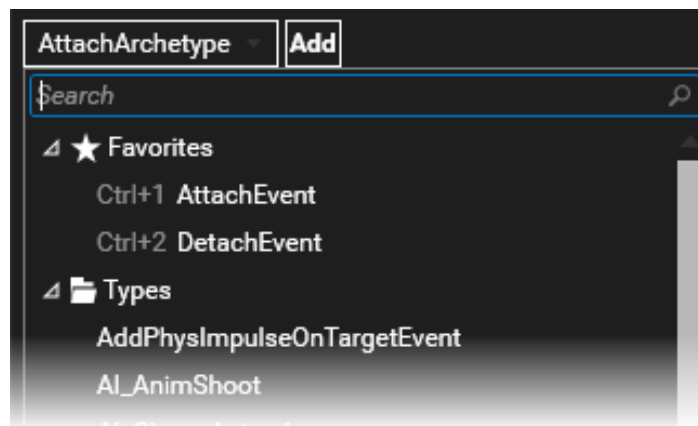 AttachArchetype Add
Search
Favorites
Ctrl+1 AttachEvent
Ctrl+2 DetachEvent
Types
AddPhysImpulseOnTargetEvent
AI_AnimShoot